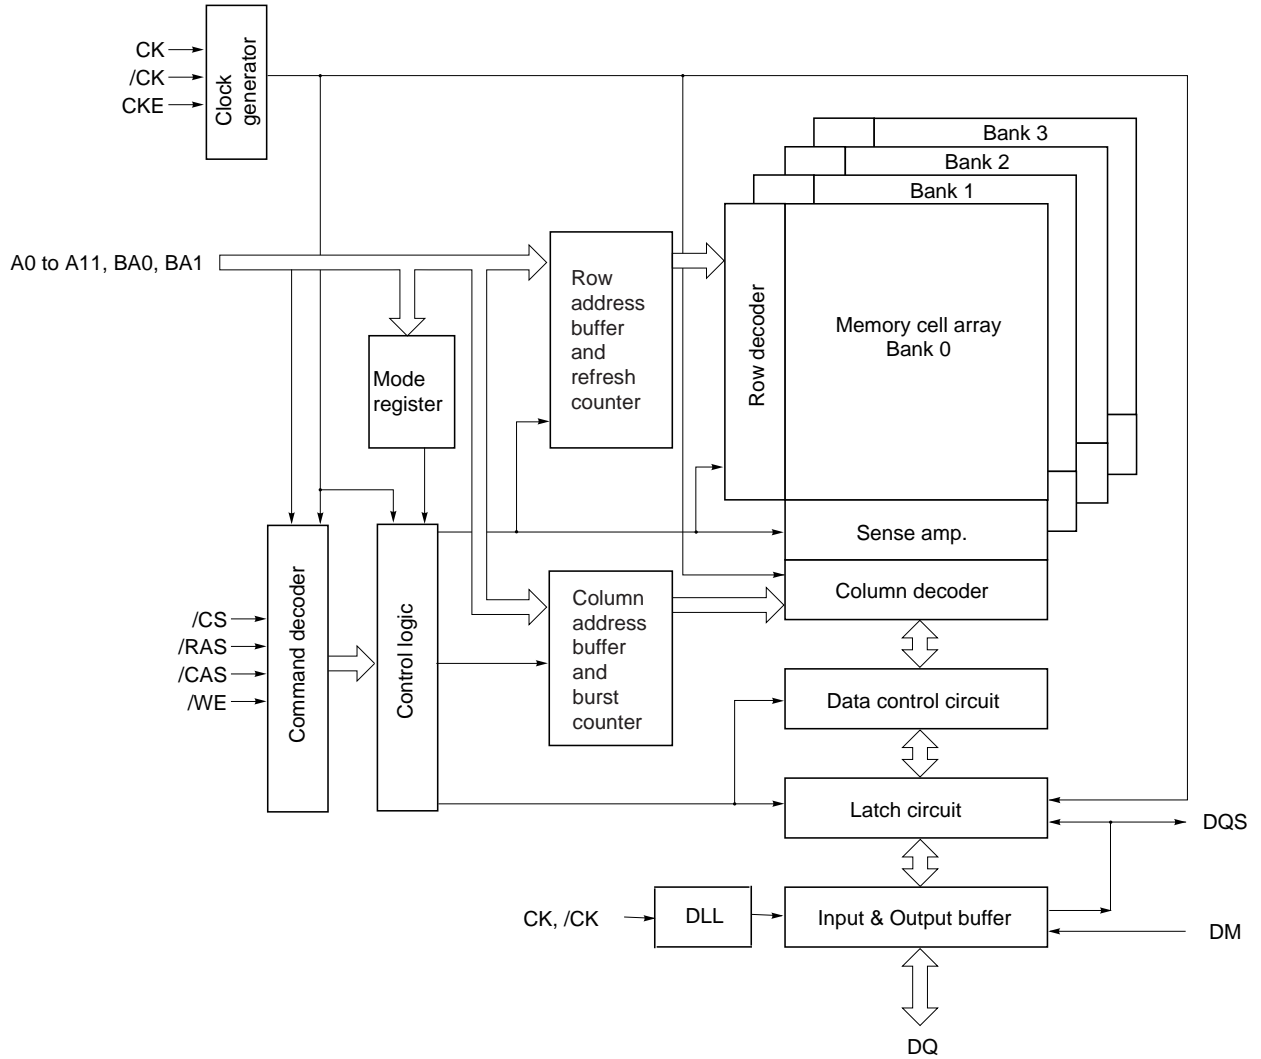 CK
/CK
CKE
Clock
generator
Bank 3
Bank 2
Bank 1
A0 to A11, BA0, BA1
Row
address
buffer
and
refresh
counter
Row decoder
Memory cell array
Bank 0
Mode
register
Sense amp.
Column decoder
/CS
/RAS
/CAS
/WE
Command decoder
Control logic
Column
address
buffer
and
burst
counter
Data control circuit
Latch circuit
DQS
CK, /CK
DLL
Input & Output buffer
DM
DQ